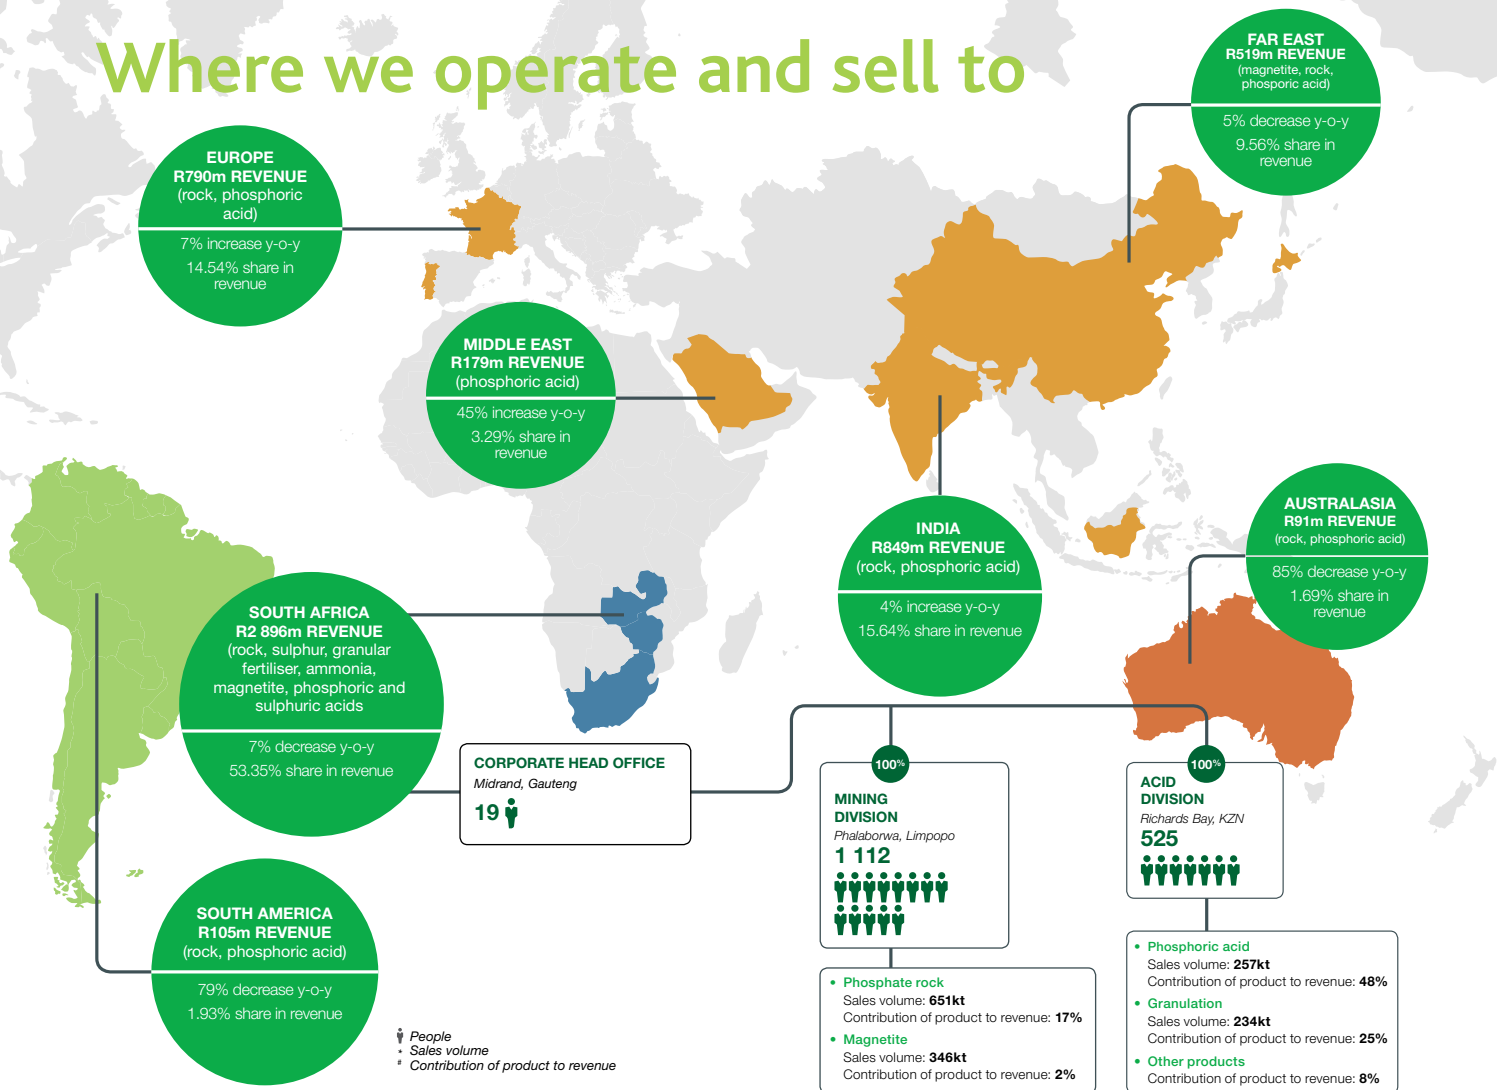 Where we operate and sell to
FAR EAST
R519m REVENUE
(magnetite, rock,
phosporic acid)
5% decrease y-o-y
9.56% share in
revenue
EUROPE
R790m REVENUE
(rock, phosphoric
acid)
7% increase y-o-y
14.54% share in
revenue
MIDDLE EAST
R179m REVENUE
(phosphoric acid)
45% increase y-o-y
3.29% share in
revenue
INDIA
R849m REVENUE
(rock, phosphoric acid)
4% increase y-o-y
15.64% share in revenue
AUSTRALASIA
R91m REVENUE
(rock, phosphoric acid)
85% decrease y-o-y
1.69% share in
revenue
SOUTH AFRICA
R2 896m REVENUE
(rock, sulphur, granular
fertiliser, ammonia,
magnetite, phosphoric and
sulphuric acids
7% decrease y-o-y
53.35% share in revenue
SOUTH AMERICA
R105m REVENUE
(rock, phosphoric acid)
79% decrease y-o-y
1.93% share in revenue
CORPORATE HEAD OFFICE
Midrand, Gauteng
19
100%
MINING
DIVISION
Phalaborwa, Limpopo
1 112
• Phosphate rock
Sales volume: 651kt
Contribution of product to revenue: 17%
• Magnetite
Sales volume: 346kt
Contribution of product to revenue: 2%
100%
ACID
DIVISION
Richards Bay, KZN
525
• Phosphoric acid
Sales volume: 257kt
Contribution of product to revenue: 48%
• Granulation
Sales volume: 234kt
Contribution of product to revenue: 25%
• Other products
Contribution of product to revenue: 8%
People
* Sales volume
# Contribution of product to revenue